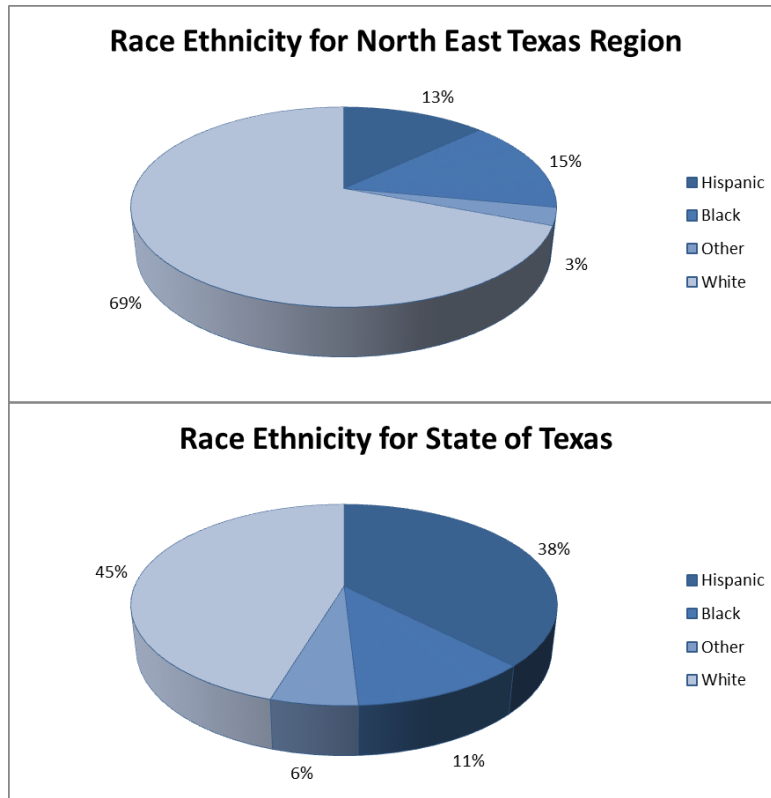 Race Ethnicity for North East Texas Region
13%
15%
3%
69%
Hispanic
Black
Other
White
Race Ethnicity for State of Texas
38%
11%
6%
45%
Hispanic
Black
Other
White